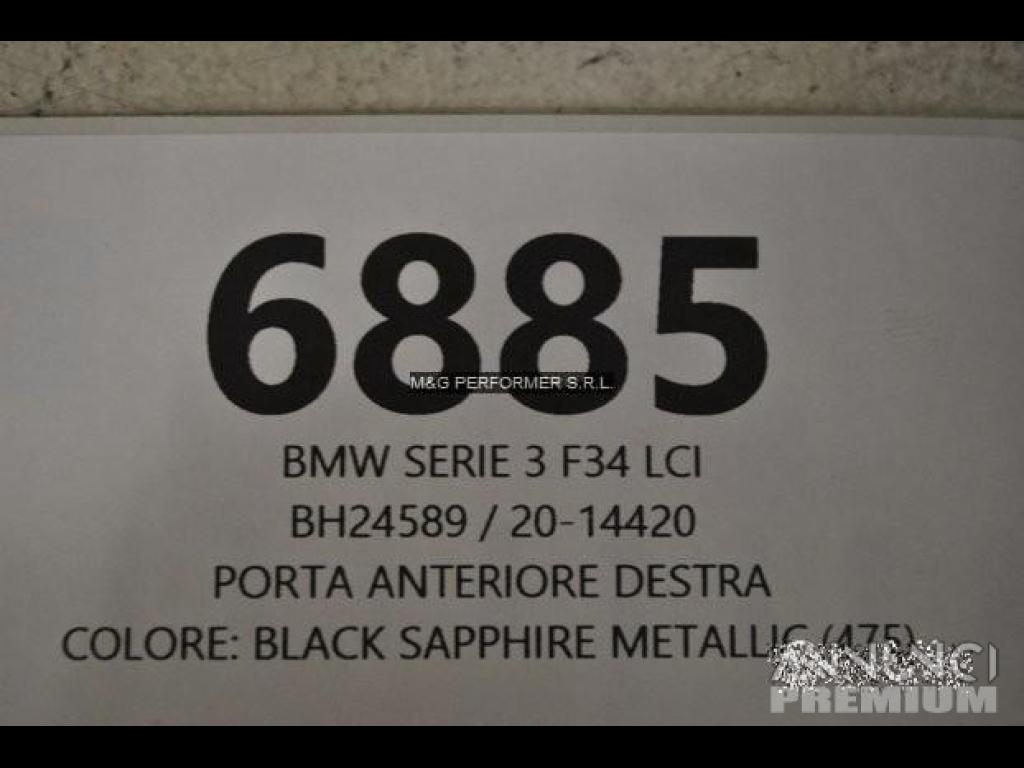 6885
M&G PERFORMER S.R.L.
BMW SERIE 3 F34 LCI
BH24589 / 20-14420
PORTA ANTERIORE DESTRA
COLORE: BLACK SAPPHIRE METALLIC (475)
ANNUNCI
PREMIUM